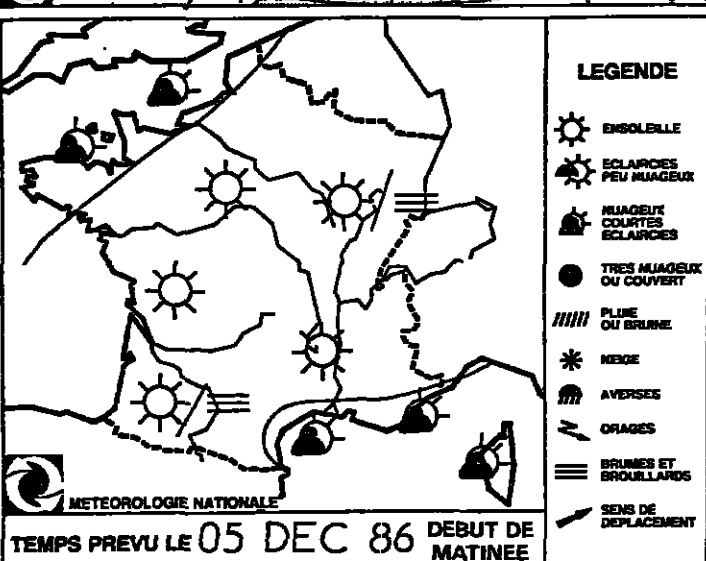 LEGENDE
ENSOLEILLE
ECLAIRCIES
PEU NUAGEUX
NUAGEUX
COURTES
ECLAIRCIES
TRES NUAGEUX
OU COUVERT
PLUIE
OU BRUINE
NEIGE
AVERSES
ORAGES
BRUMES ET
BROUILLARDS
SENS DE
DEPLACEMENT
METEOROLOGIE NATIONALE
TEMPS PREVU LE 05 DEC 86 DEBUT DE
MATINEE